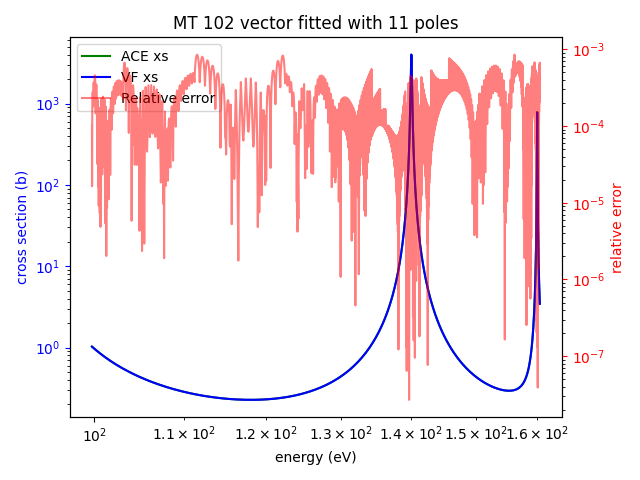 MT 102 vector fitted with 11 poles
ACE xs
VF xs
Relative error
cross section (b)
10³
10²
10¹
10⁰
relative error
10⁻³
10⁻⁴
10⁻⁵
10⁻⁶
10⁻⁷
10² 1.1 × 10² 1.2 × 10² 1.3 × 10² 1.4 × 10² 1.5 × 10² 1.6 × 10²
energy (eV)